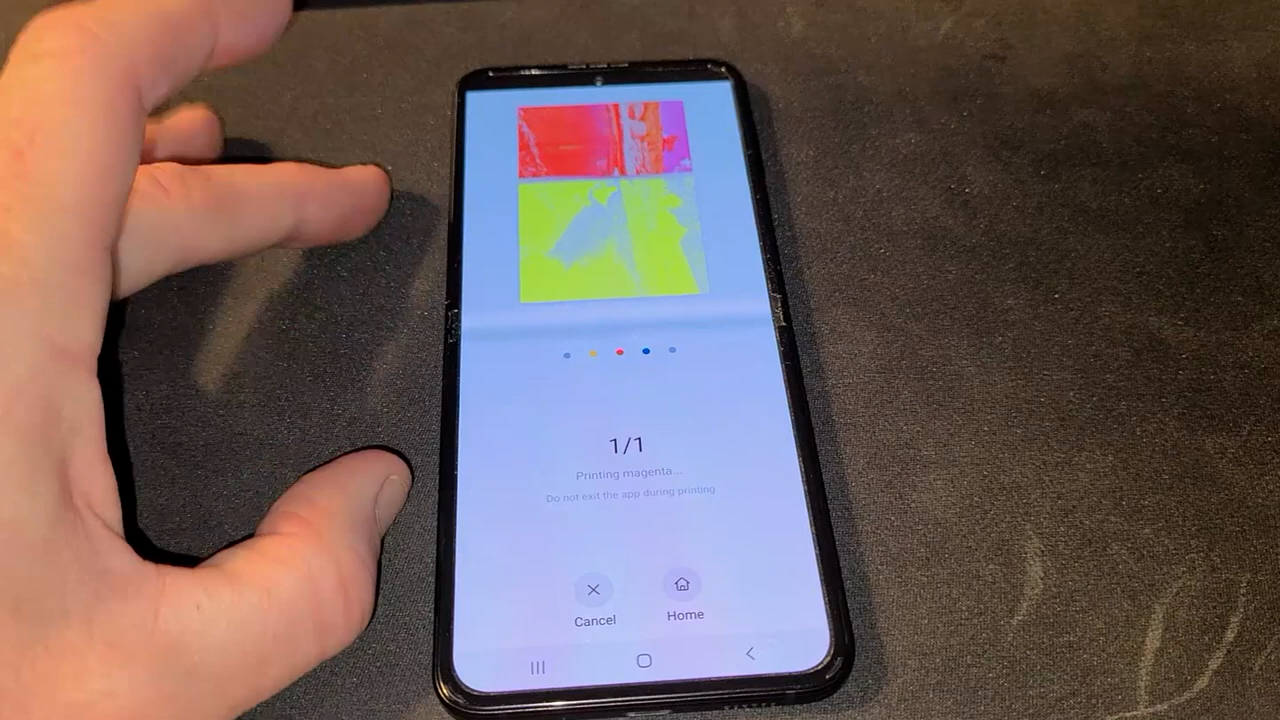 1/1
Printing magenta...
Do not exit the app during printing
Cancel
Home